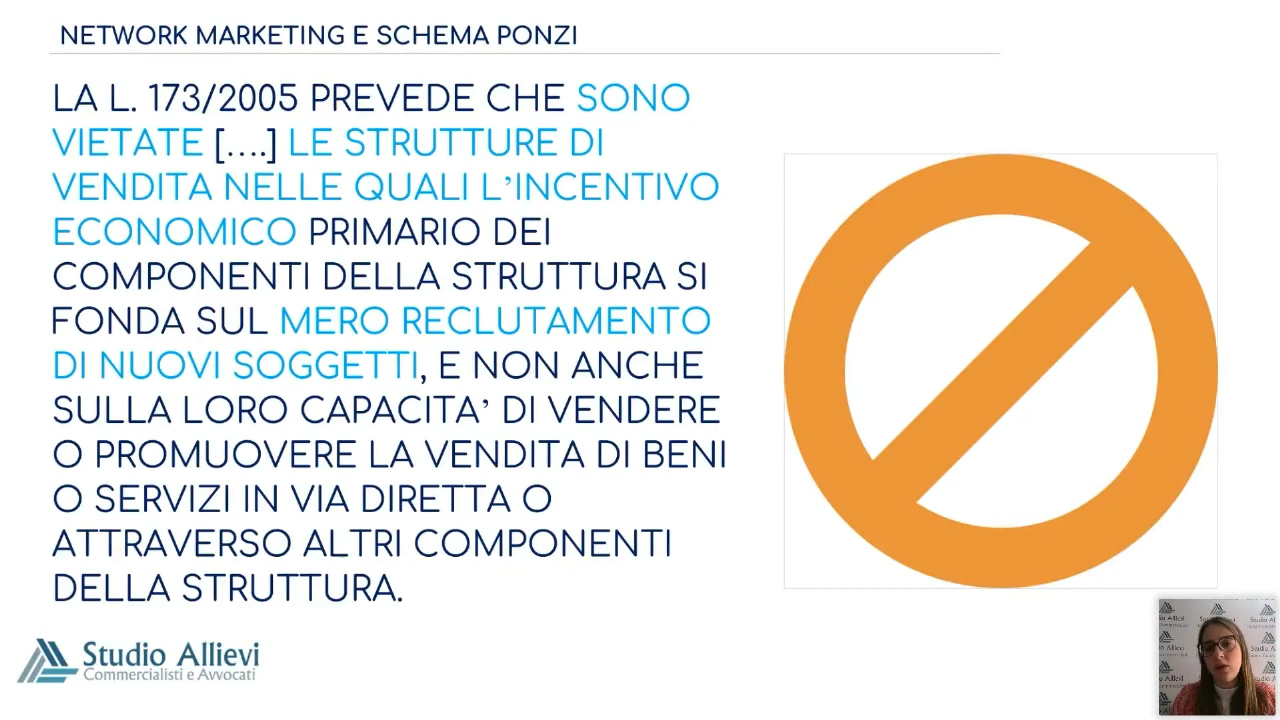 NETWORK MARKETING E SCHEMA PONZI
LA L. 173/2005 PREVEDE CHE SONO
VIETATE [....] LE STRUTTURE DI
VENDITA NELLE QUALI L’INCENTIVO
ECONOMICO PRIMARIO DEI
COMPONENTI DELLA STRUTTURA SI
FONDA SUL MERO RECLUTAMENTO
DI NUOVI SOGGETTI, E NON ANCHE
SULLA LORO CAPACITA’ DI VENDERE
O PROMUOVERE LA VENDITA DI BENI
O SERVIZI IN VIA DIRETTA O
ATTRAVERSO ALTRI COMPONENTI
DELLA STRUTTURA.
Studio Allievi
Commercialisti e Avvocati